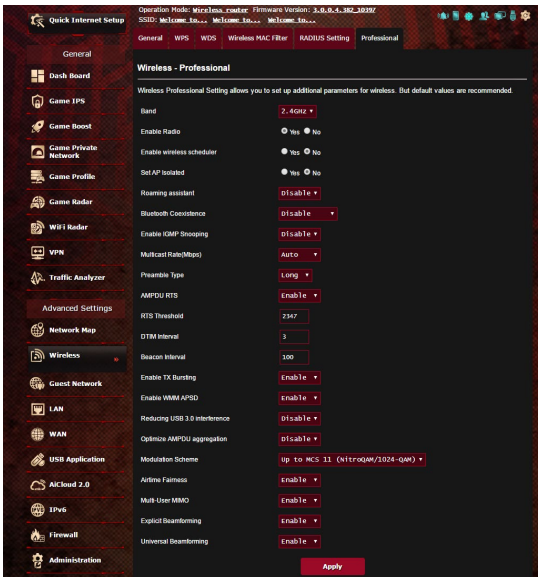 Quick Internet Setup
General
Dash Board
Game IPS
Game Boost
Game Private
Network
Game Profile
Game Radar
WiFi Radar
VPN
Traffic Analyzer
Advanced Settings
Network Map
Wireless
Guest Network
LAN
WAN
USB Application
AiCloud 2.0
IPv6
Firewall
Administration
Operation Mode: Wireless router Firmware Version: 3.0.0.4.382_10397
SSID: Welcome to... Welcome to... Welcome to...
General WPS WDS Wireless MAC Filter RADIUS Setting Professional
Wireless - Professional
Wireless Professional Setting allows you to set up additional parameters for wireless. But default values are recommended.
Band 2.4GHz
Enable Radio Yes No
Enable wireless scheduler Yes No
Set AP Isolated Yes No
Roaming assistant Disable
Bluetooth Coexistence Disable
Enable IGMP Snooping Disable
Multicast Rate(Mbps) Auto
Preamble Type Long
AMPDU RTS Enable
RTS Threshold 2347
DTIM Interval 3
Beacon Interval 100
Enable TX Bursting Enable
Enable WMM APSD Enable
Reducing USB 3.0 interference Disable
Optimize AMPDU aggregation Disable
Modulation Scheme Up to MCS 11 (NitroQAM/1024-QAM)
Airtime Fairness Enable
Multi-User MIMO Enable
Explicit Beamforming Enable
Universal Beamforming Enable
Apply